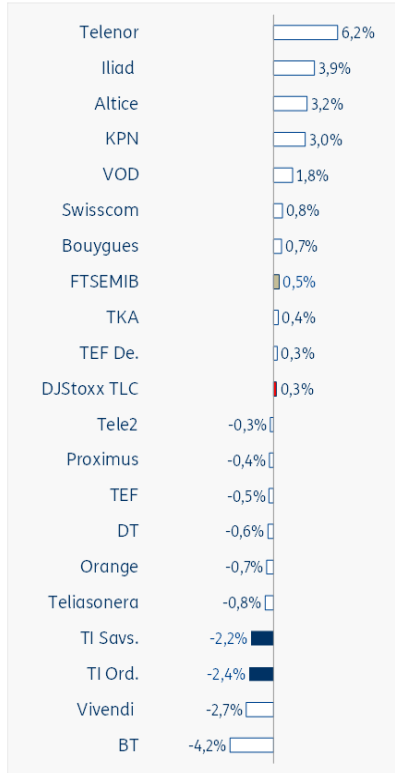 Telenor 6,2%
Iliad 3,9%
Altice 3,2%
KPN 3,0%
VOD 1,8%
Swisscom 0,8%
Bouygues 0,7%
FTSEMIB 0,5%
TKA 0,4%
TEF De. 0,3%
DJStoxx TLC 0,3%
Tele2 -0,3%
Proximus -0,4%
TEF -0,5%
DT -0,6%
Orange -0,7%
Teliasonera -0,8%
TI Savs. -2,2%
TI Ord. -2,4%
Vivendi -2,7%
BT -4,2%